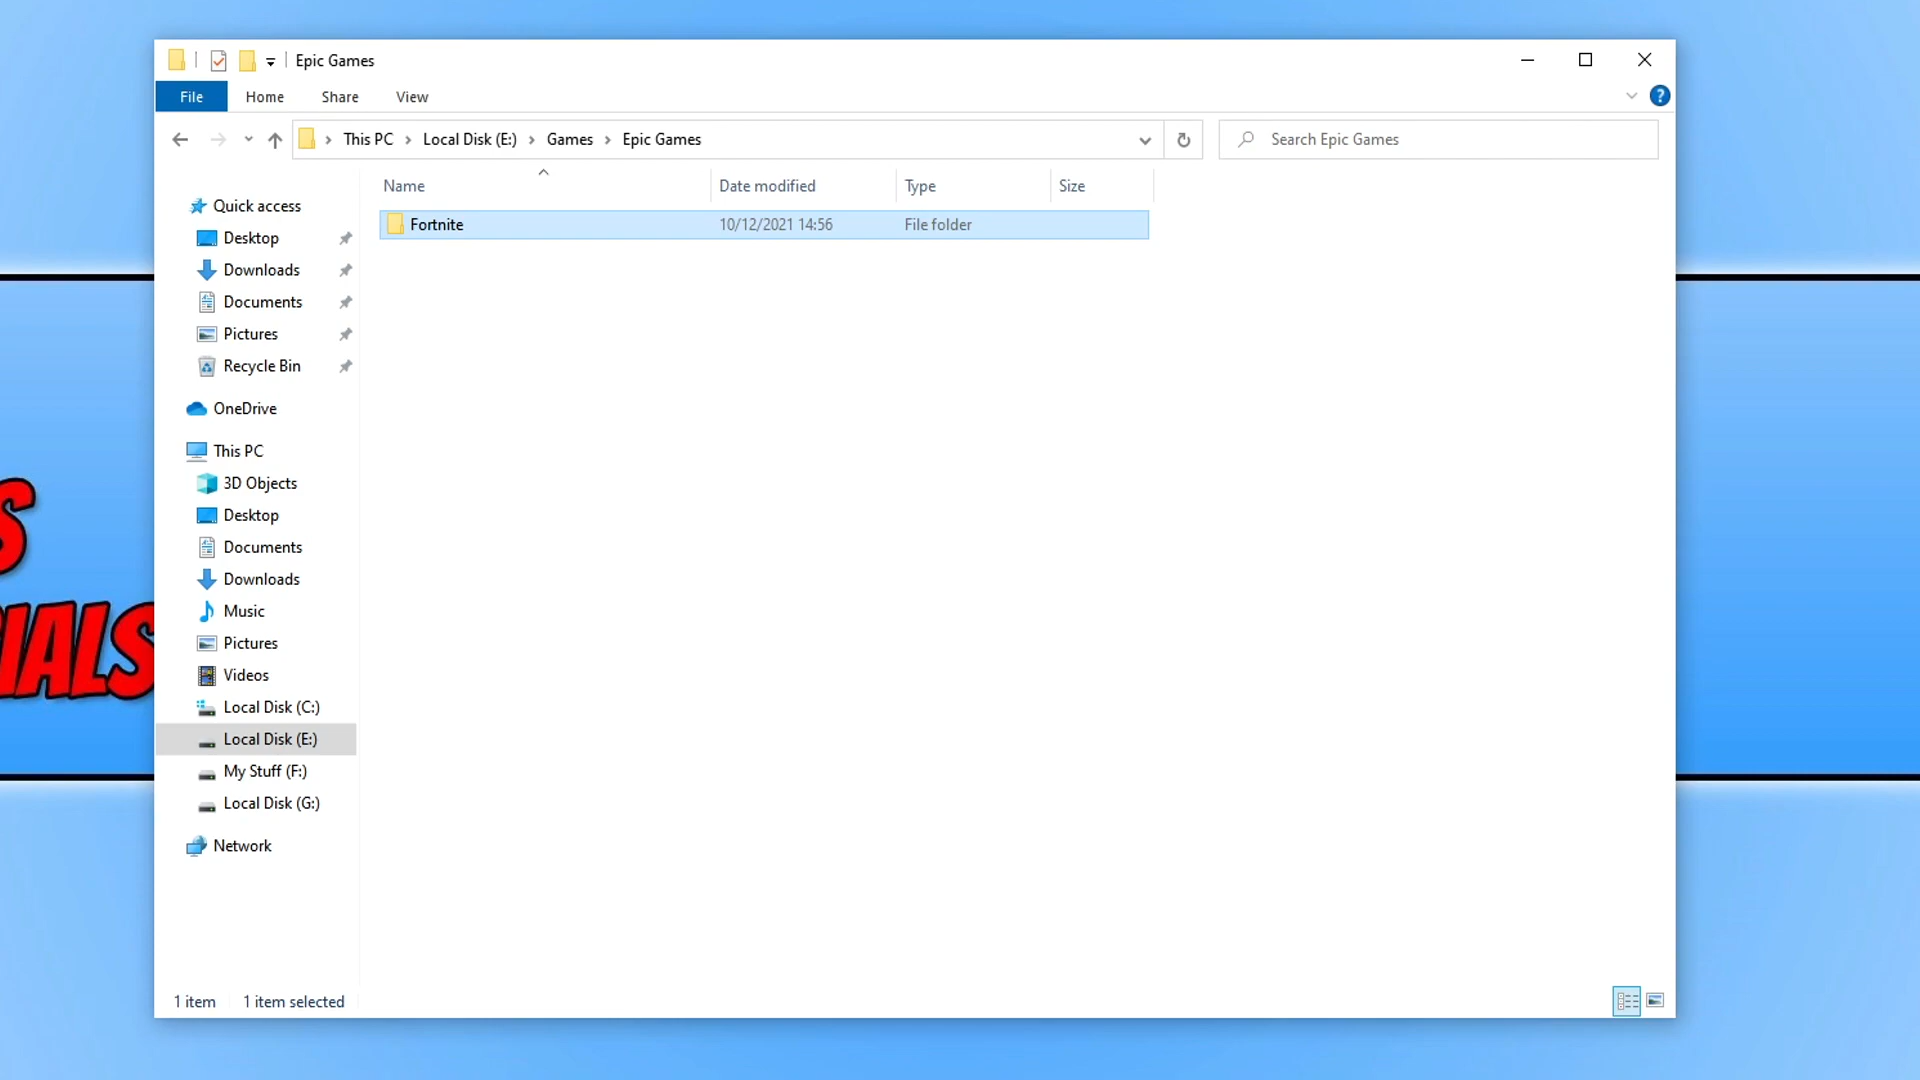 Epic Games
File Home Share View
This PC Local Disk (E:) Games Epic Games
Search Epic Games
Name Date modified Type Size
Fortnite 10/12/2021 14:56 File folder
Quick access
Desktop
Downloads
Documents
Pictures
Recycle Bin
OneDrive
This PC
3D Objects
Desktop
Documents
Downloads
Music
Pictures
Videos
Local Disk (C:)
Local Disk (E:)
My Stuff (F:)
Local Disk (G:)
Network
S
IALS
1 item 1 item selected